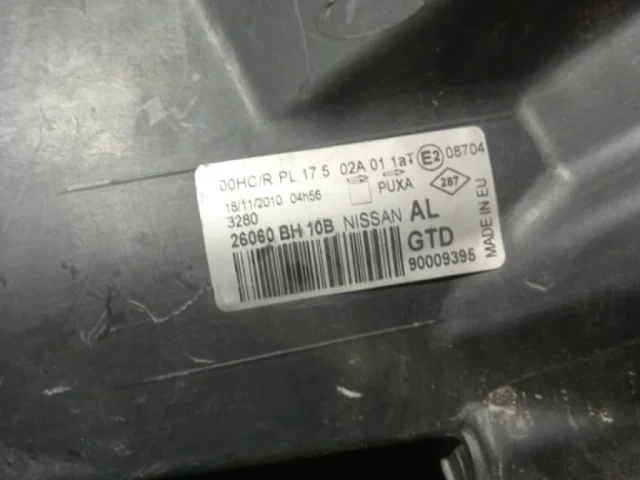 00HC/R PL 17.5 02A 01 1aT E2 08704
18/11/2010 04h56 PUXA 287
3280
26060 BH 10B NISSAN AL
GTD
90009395
MADE IN EU